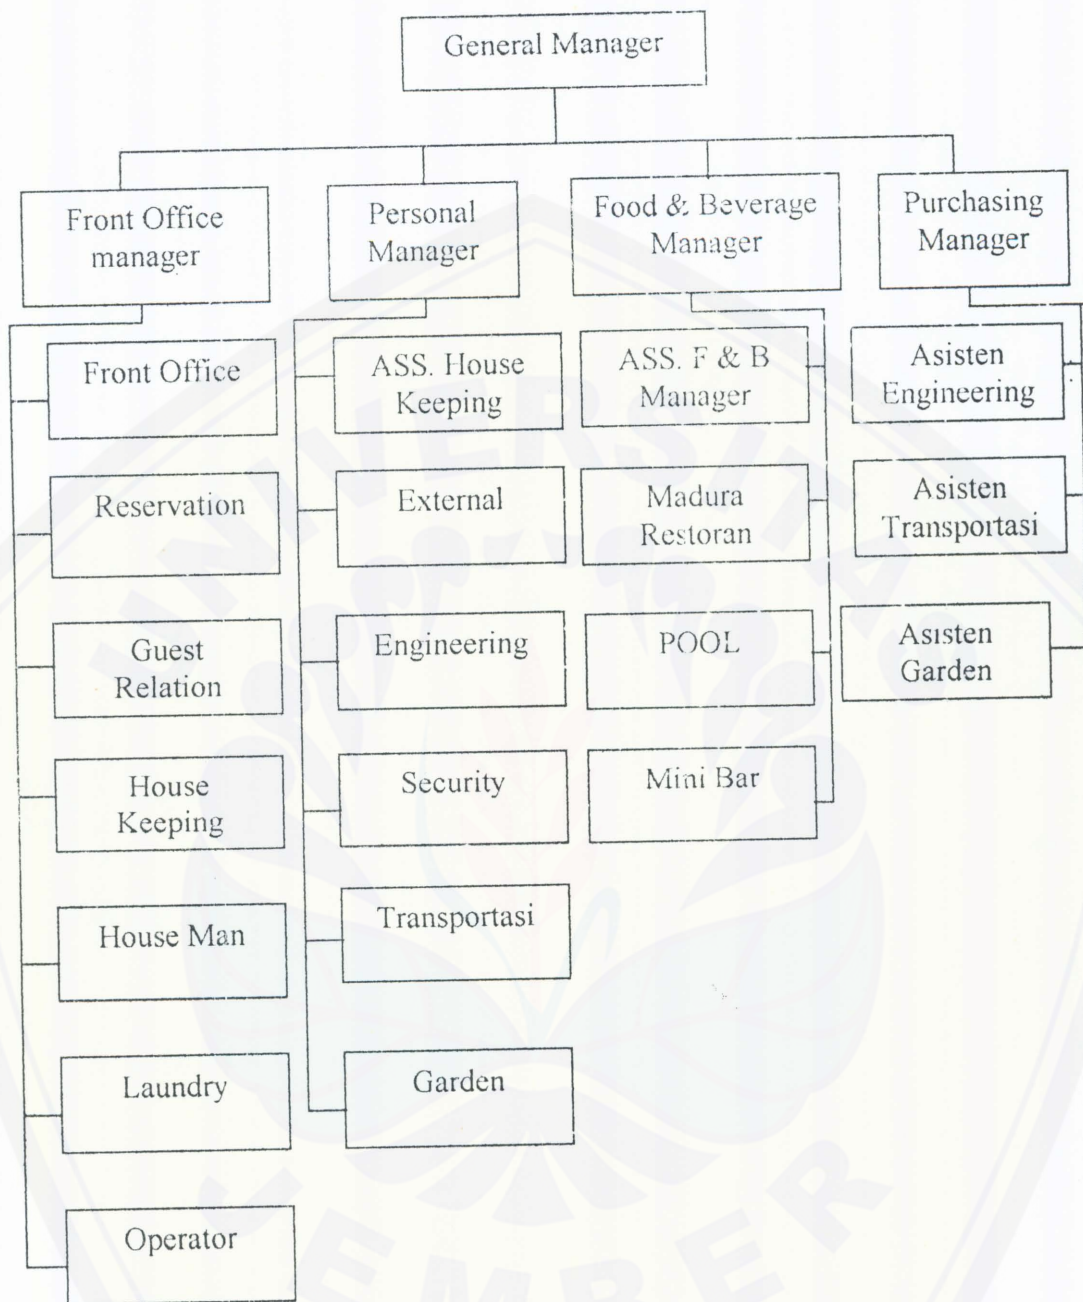 General Manager
Front Office
manager
Personal
Manager
Food & Beverage
Manager
Purchasing
Manager
Front Office
Reservation
Guest
Relation
House
Keeping
House Man
Laundry
Operator
ASS. House
Keeping
External
Engineering
Security
Transportasi
Garden
ASS. F & B
Manager
Madura
Restoran
POOL
Mini Bar
Asisten
Engineering
Asisten
Transportasi
Asisten
Garden
UNIVERSITAS
JEMBER